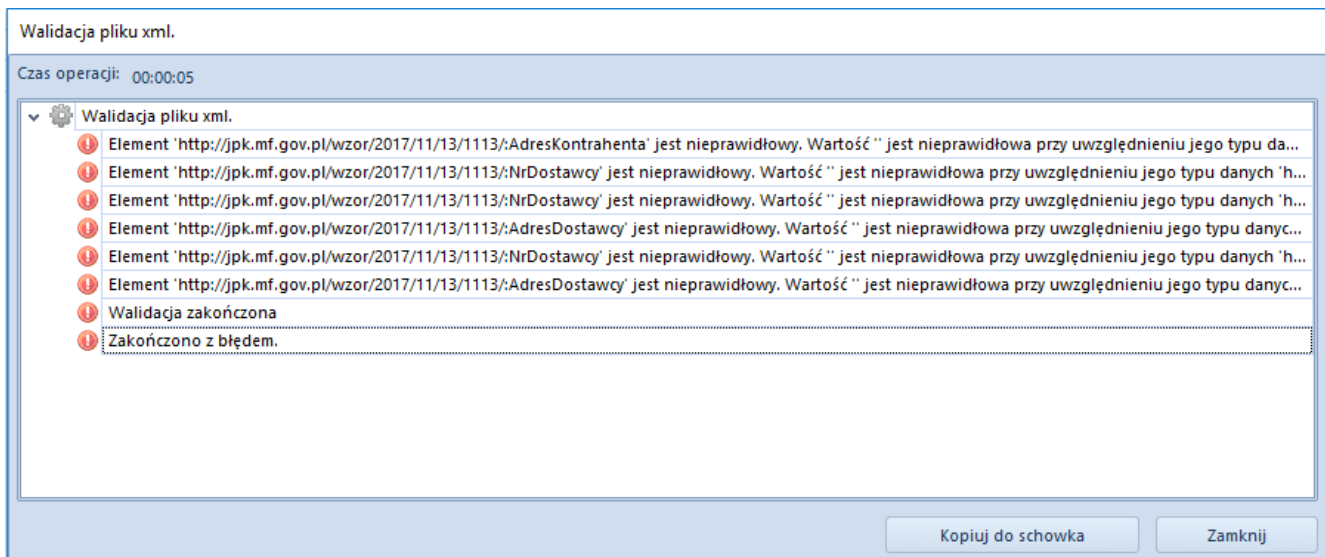 Walidacja pliku xml.
Czas operacji: 00:00:05
Walidacja pliku xml.
Element 'http://jpk.mf.gov.pl/wzor/2017/11/13/1113/:AdresKontrahenta' jest nieprawidłowy. Wartość '' jest nieprawidłowa przy uwzględnieniu jego typu da...
Element 'http://jpk.mf.gov.pl/wzor/2017/11/13/1113/:NrDostawcy' jest nieprawidłowy. Wartość '' jest nieprawidłowa przy uwzględnieniu jego typu danych 'h...
Element 'http://jpk.mf.gov.pl/wzor/2017/11/13/1113/:NrDostawcy' jest nieprawidłowy. Wartość '' jest nieprawidłowa przy uwzględnieniu jego typu danych 'h...
Element 'http://jpk.mf.gov.pl/wzor/2017/11/13/1113/:AdresDostawcy' jest nieprawidłowy. Wartość '' jest nieprawidłowa przy uwzględnieniu jego typu danyc...
Element 'http://jpk.mf.gov.pl/wzor/2017/11/13/1113/:NrDostawcy' jest nieprawidłowy. Wartość '' jest nieprawidłowa przy uwzględnieniu jego typu danych 'h...
Element 'http://jpk.mf.gov.pl/wzor/2017/11/13/1113/:AdresDostawcy' jest nieprawidłowy. Wartość '' jest nieprawidłowa przy uwzględnieniu jego typu danyc...
Walidacja zakończona
Zakończono z błędem.
Kopiuj do schowka
Zamknij